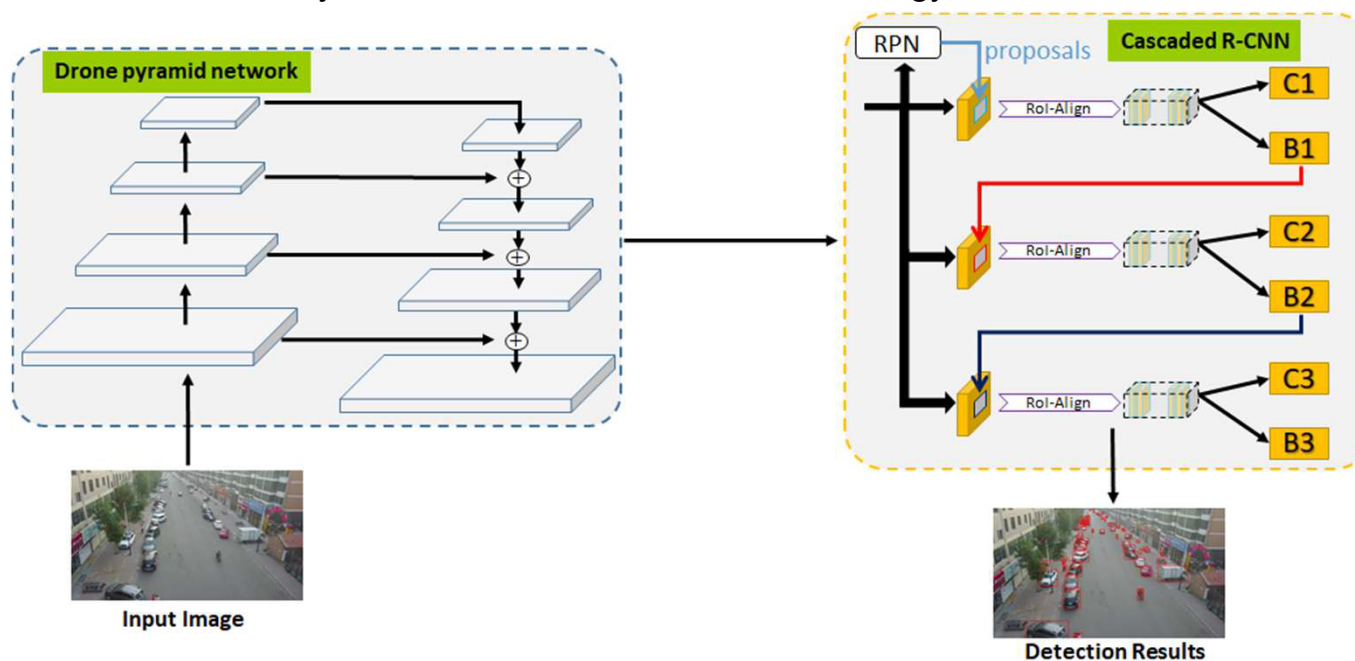 Drone pyramid network
Input Image
RPN
proposals
Cascaded R-CNN
RoI-Align
C1
B1
RoI-Align
C2
B2
RoI-Align
C3
B3
Detection Results